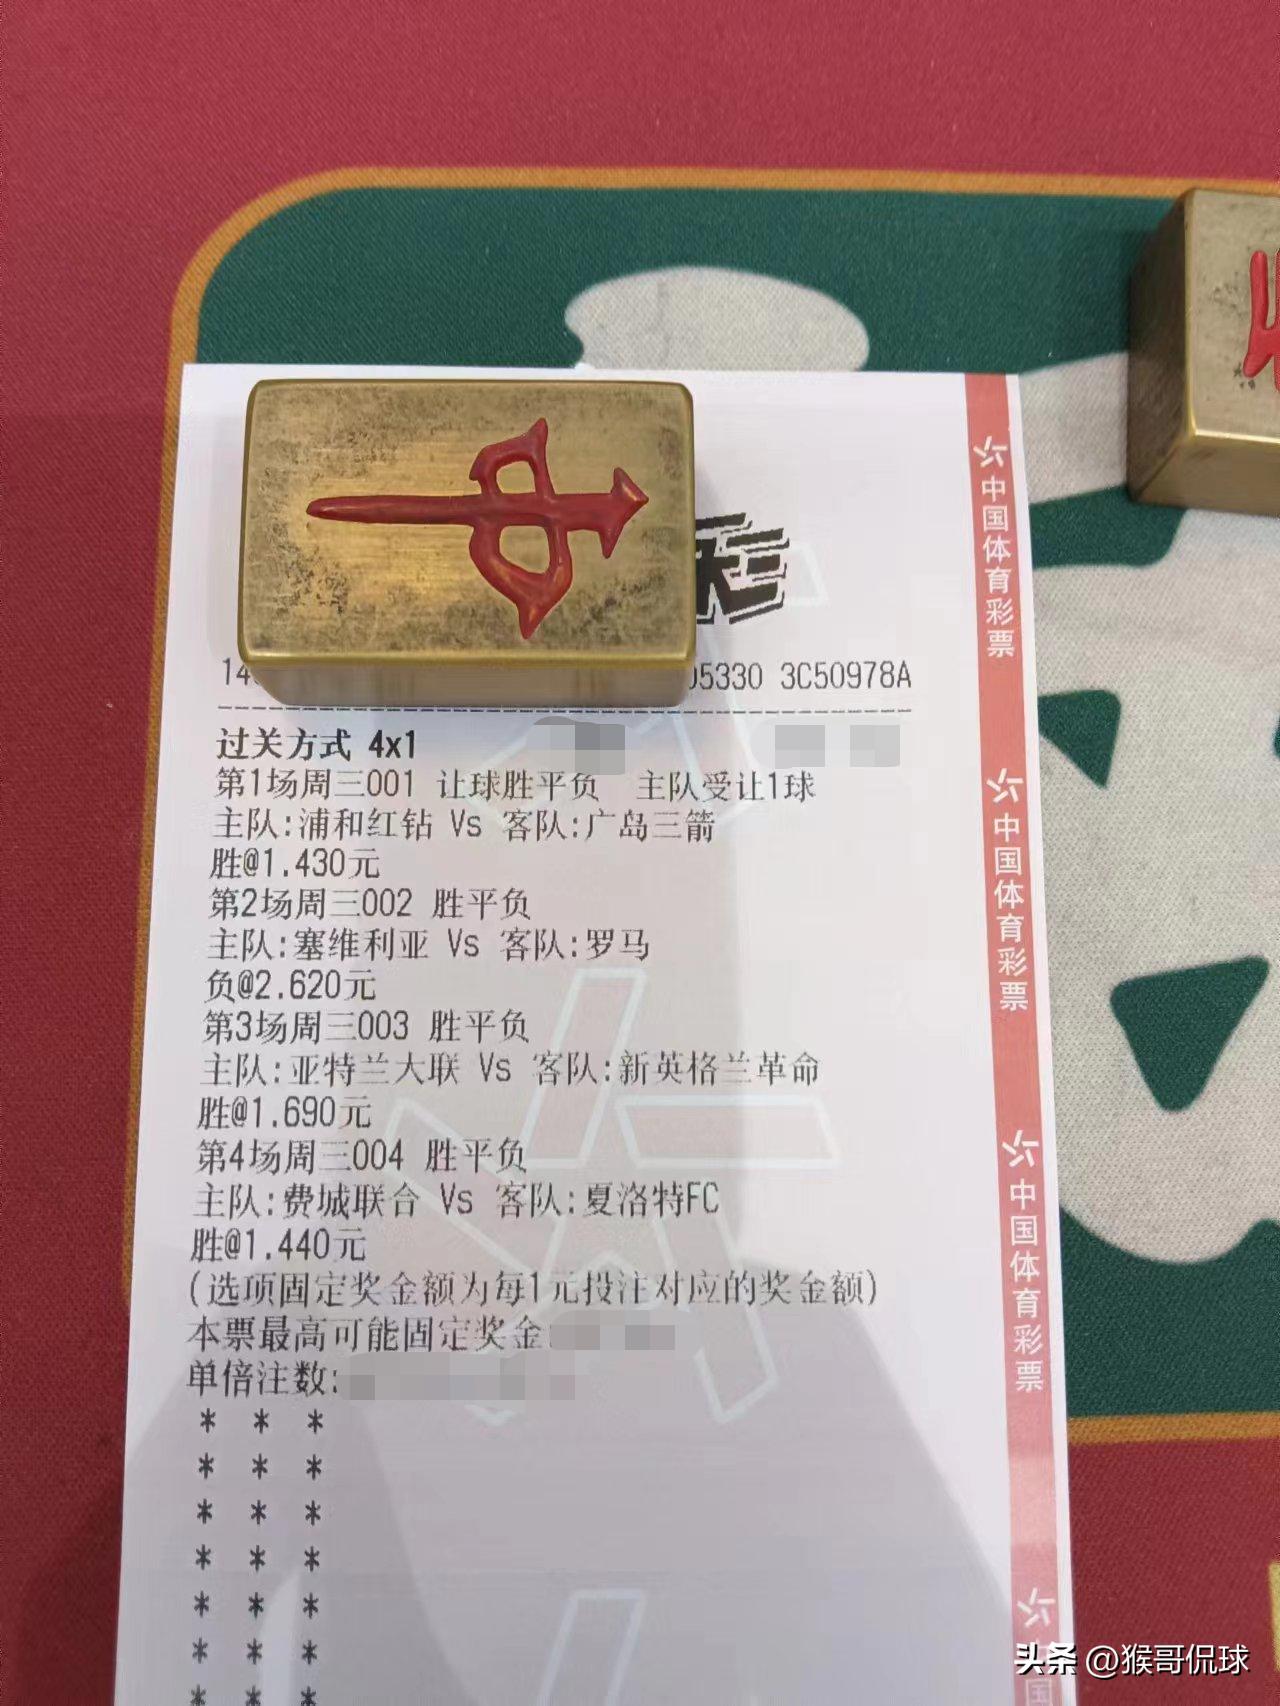 中
05330 3C50978A
过关方式 4x1
第1场周三001 让球胜平负 主队受让1球
主队:浦和红钻 Vs 客队:广岛三箭
胜@1.430元
第2场周三002 胜平负
主队:塞维利亚 Vs 客队:罗马
负@2.620元
第3场周三003 胜平负
主队:亚特兰大联 Vs 客队:新英格兰革命
胜@1.690元
第4场周三004 胜平负
主队:费城联合 Vs 客队:夏洛特FC
胜@1.440元
(选项固定奖金额为每1元投注对应的奖金额)
本票最高可能固定奖金:
单倍注数:
* * *
* * *
* * *
* * *
* * *
* * *
* * *
中国体育彩票
中国体育彩票
中国体育彩票
中国
头条 @猴哥侃球